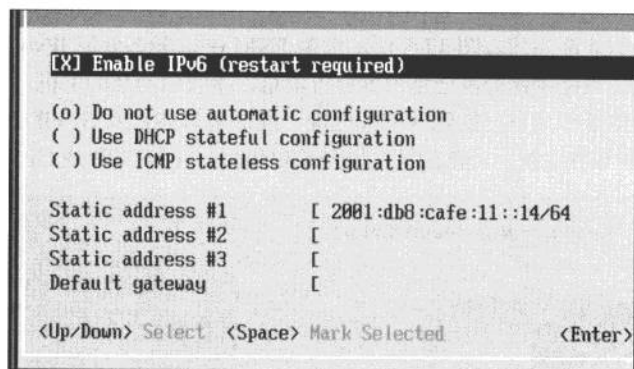 [X] Enable IPv6 (restart required)
(o) Do not use automatic configuration
( ) Use DHCP stateful configuration
( ) Use ICMP stateless configuration
Static address #1 [ 2001:db8:cafe:11::14/64
Static address #2 [
Static address #3 [
Default gateway [
<Up/Down> Select <Space> Mark Selected <Enter>